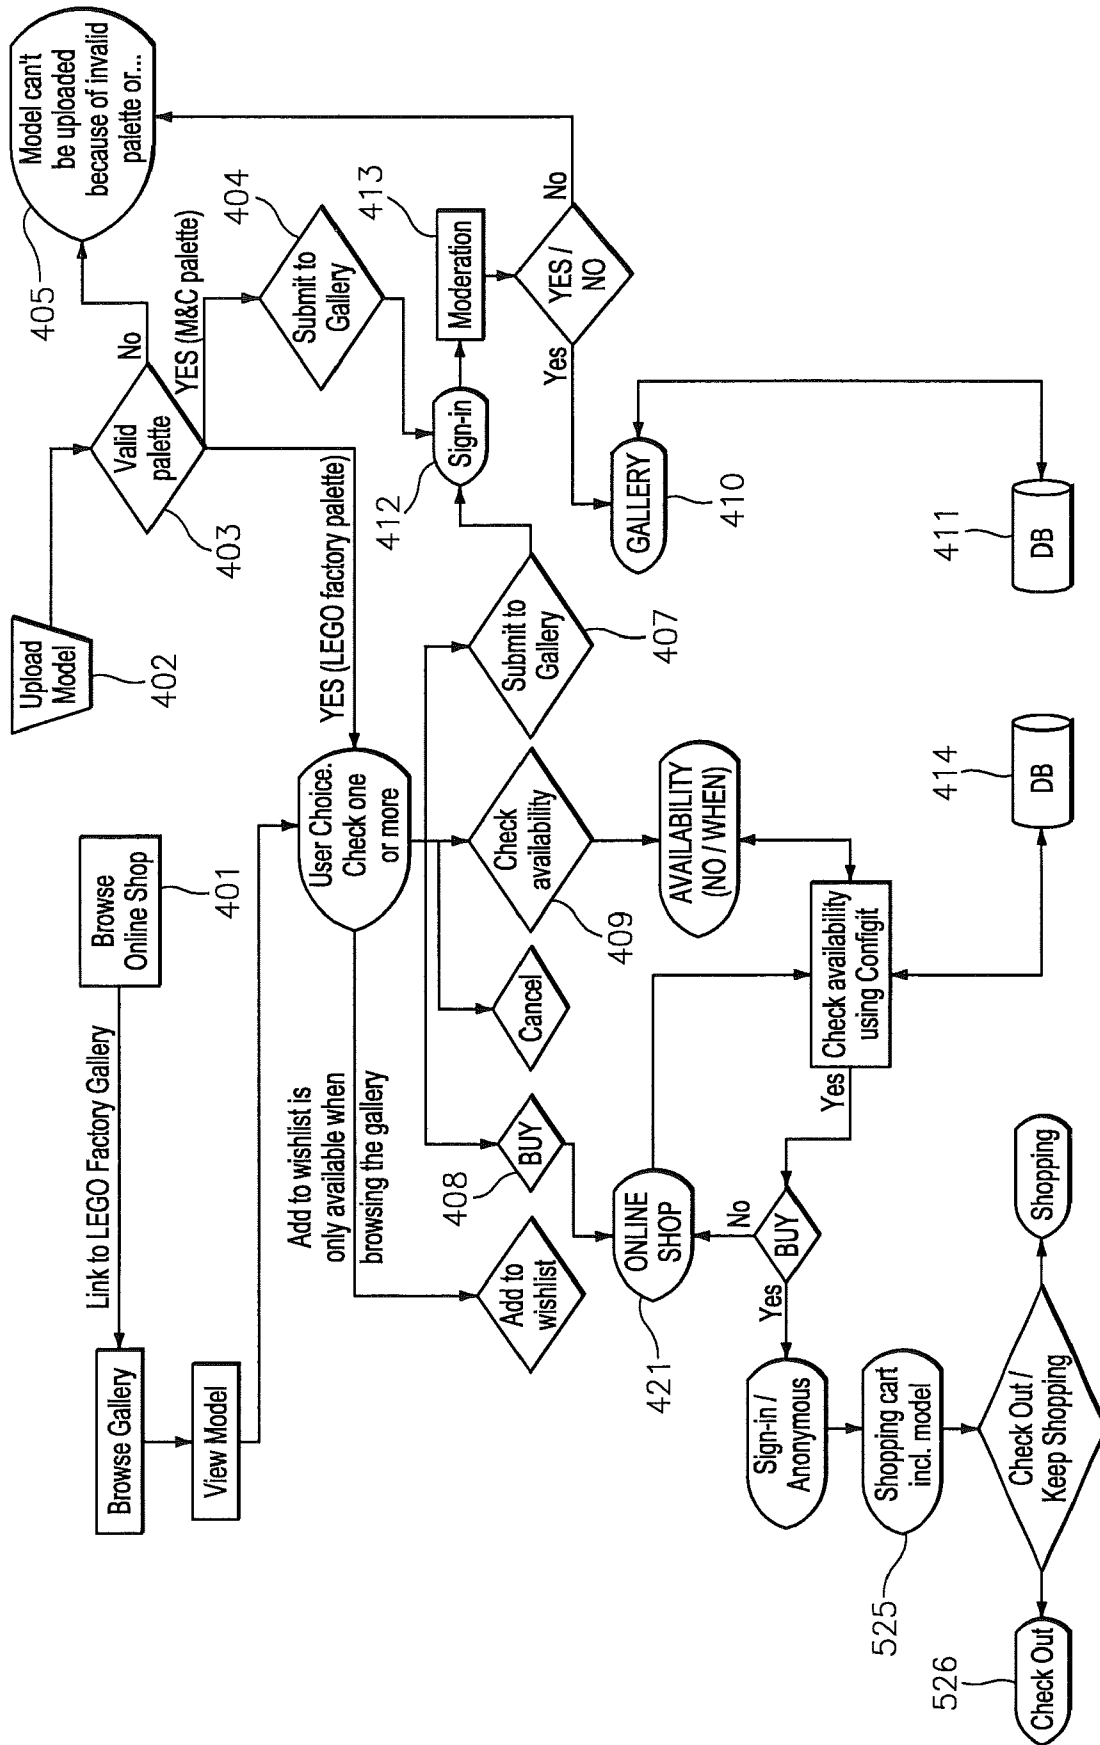 Upload
Model
402
Valid
palette
403
No
Model can't
be uploaded
because of invalid
palette or...
405
YES (M&C palette)
Submit to
Gallery
404
YES (LEGO factory palette)
Sign-in
412
Moderation
413
YES /
NO
No
Yes
GALLERY
410
DB
411
Browse
Online Shop
401
Link to LEGO Factory Gallery
Browse Gallery
View Model
User Choice.
Check one
or more
Add to wishlist is
only available when
browsing the gallery
Add to
wishlist
BUY
408
Cancel
Check
availability
409
Submit to
Gallery
407
AVAILABILITY
(NO / WHEN)
ONLINE
SHOP
421
Check availability
using Configit
DB
414
Yes
BUY
No
Yes
Sign-in /
Anonymous
Shopping cart
incl. model
525
Check Out /
Keep Shopping
Shopping
Check Out
526